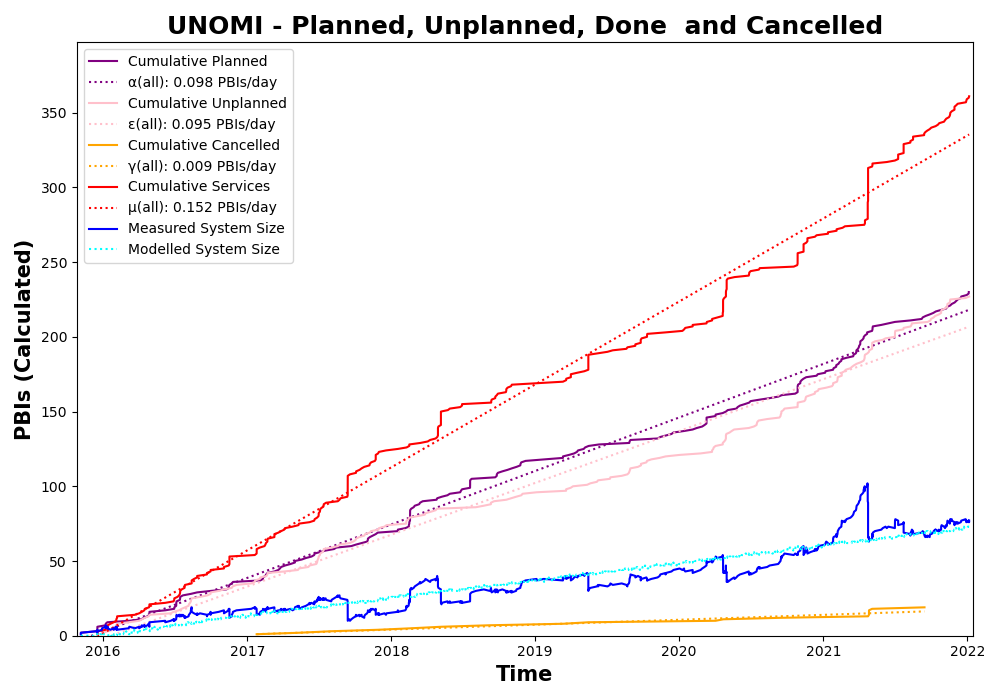 UNOMI - Planned, Unplanned, Done  and Cancelled
Cumulative Planned
α(all): 0.098 PBIs/day
Cumulative Unplanned
ε(all): 0.095 PBIs/day
Cumulative Cancelled
γ(all): 0.009 PBIs/day
Cumulative Services
μ(all): 0.152 PBIs/day
Measured System Size
Modelled System Size
PBIs (Calculated)
350
300
250
200
150
100
50
0
2016 2017 2018 2019 2020 2021 2022
Time